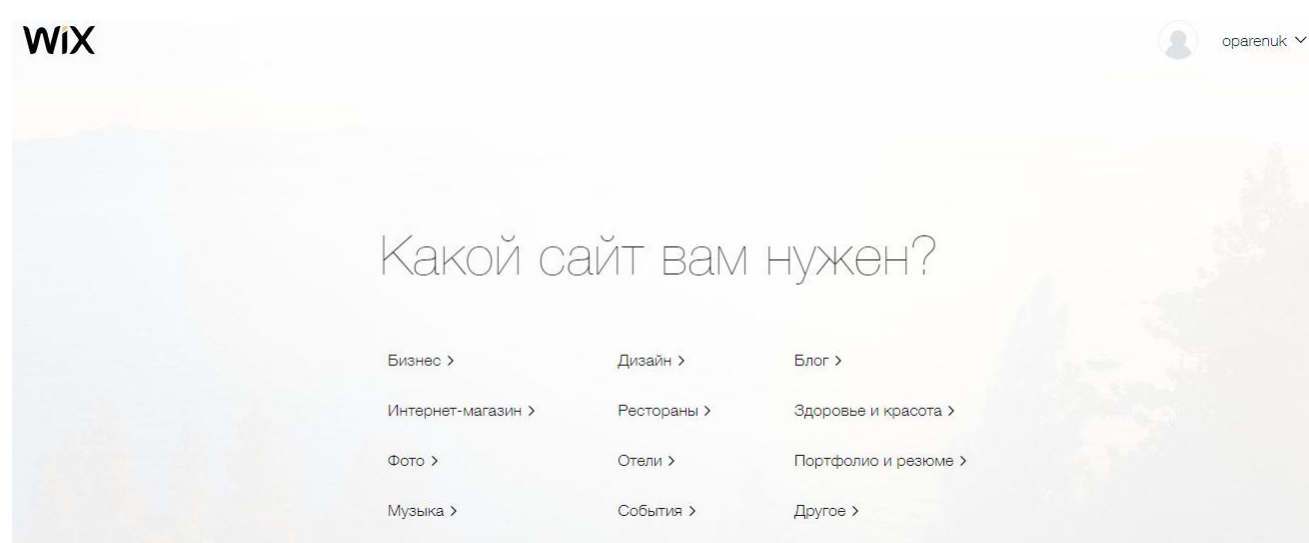 WiX
oparenuk
Какой сайт вам нужен?
Бизнес >
Дизайн >
Блог >
Интернет-магазин >
Рестораны >
Здоровье и красота >
Фото >
Отели >
Портфолио и резюме >
Музыка >
События >
Другое >